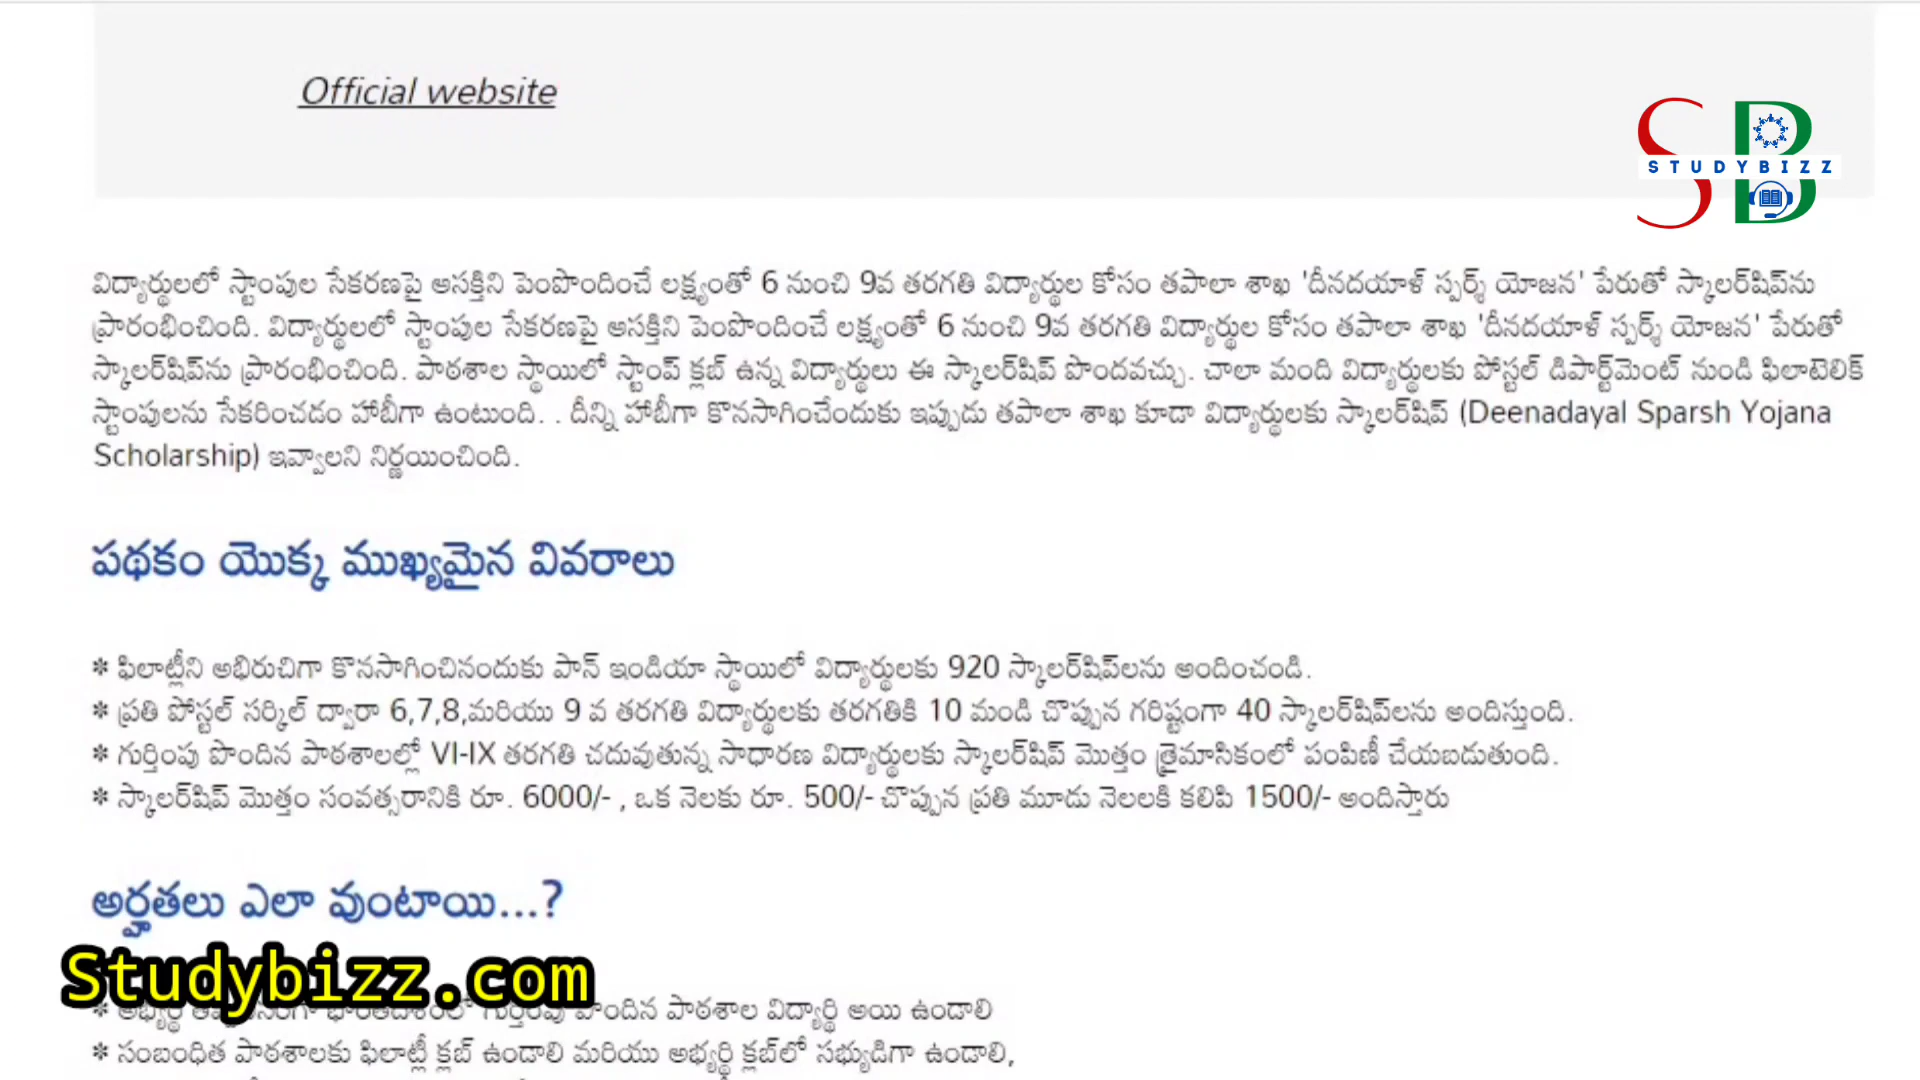 Official website
STUDYBIZZ
విద్యార్థులలో స్టాంపుల సేకరణపై ఆసక్తిని పెంపొందించే లక్ష్యంతో 6 నుంచి 9వ తరగతి విద్యార్థుల కోసం తపాలా శాఖ 'దీనదయాళ్ స్పర్శ్ యోజన' పేరుతో స్కాలర్‌షిప్‌ను
ప్రారంభించింది. విద్యార్థులలో స్టాంపుల సేకరణపై ఆసక్తిని పెంపొందించే లక్ష్యంతో 6 నుంచి 9వ తరగతి విద్యార్థుల కోసం తపాలా శాఖ 'దీనదయాళ్ స్పర్శ్ యోజన' పేరుతో
స్కాలర్‌షిప్‌ను ప్రారంభించింది. పాఠశాల స్థాయిలో స్టాంప్ క్లబ్ ఉన్న విద్యార్థులు ఈ స్కాలర్‌షిప్ పొందవచ్చు. చాలా మంది విద్యార్థులకు పోస్టల్ డిపార్ట్‌మెంట్ నుండి ఫిలాటెలిక్
స్టాంపులను సేకరించడం హాబీగా ఉంటుంది. . దీన్ని హాబీగా కొనసాగించేందుకు ఇప్పుడు తపాలా శాఖ కూడా విద్యార్థులకు స్కాలర్‌షిప్ (Deenadayal Sparsh Yojana
Scholarship) ఇవ్వాలని నిర్ణయించింది.
పథకం యొక్క ముఖ్యమైన వివరాలు
* ఫిలాట్లీని అభిరుచిగా కొనసాగించినందుకు పాన్ ఇండియా స్థాయిలో విద్యార్థులకు 920 స్కాలర్‌షిప్‌లను అందించండి.
* ప్రతి పోస్టల్ సర్కిల్ ద్వారా 6,7,8,మరియు 9 వ తరగతి విద్యార్థులకు తరగతికి 10 మండి చొప్పున గరిష్టంగా 40 స్కాలర్‌షిప్‌లను అందిస్తుంది.
* గుర్తింపు పొందిన పాఠశాలల్లో VI-IX తరగతి చదువుతున్న సాధారణ విద్యార్థులకు స్కాలర్‌షిప్ మొత్తం త్రైమాసికంలో పంపిణీ చేయబడుతుంది.
* స్కాలర్‌షిప్ మొత్తం సంవత్సరానికి రూ. 6000/- , ఒక నెలకు రూ. 500/- చొప్పున ప్రతి మూడు నెలలకి కలిపి 1500/- అందిస్తారు
అర్హతలు ఎలా వుంటాయి...?
Studybizz.com
* పొందిన పాఠశాల విద్యార్థి అయి ఉండాలి
* సంబంధిత పాఠశాలకు ఫిలాట్లీ క్లబ్ ఉండాలి మరియు అభ్యర్థి క్లబ్‌లో సభ్యుడిగా ఉండాలి,